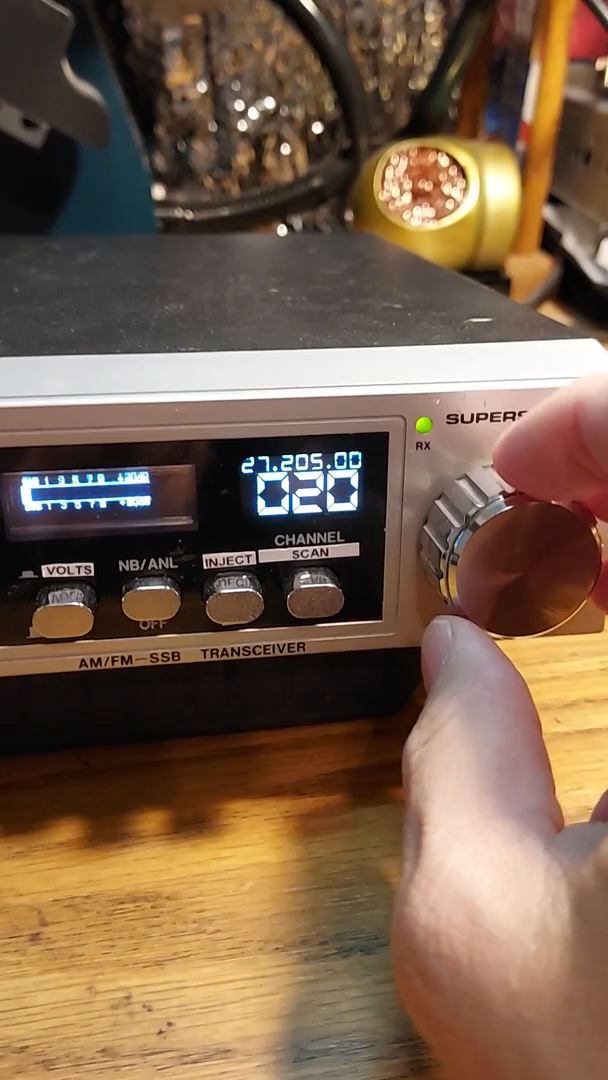 SUPERS
RX
27.205.00
020
CHANNEL
SCAN
VOLTS
NB/ANL
INJECT
OFF
AM/FM-SSB TRANSCEIVER